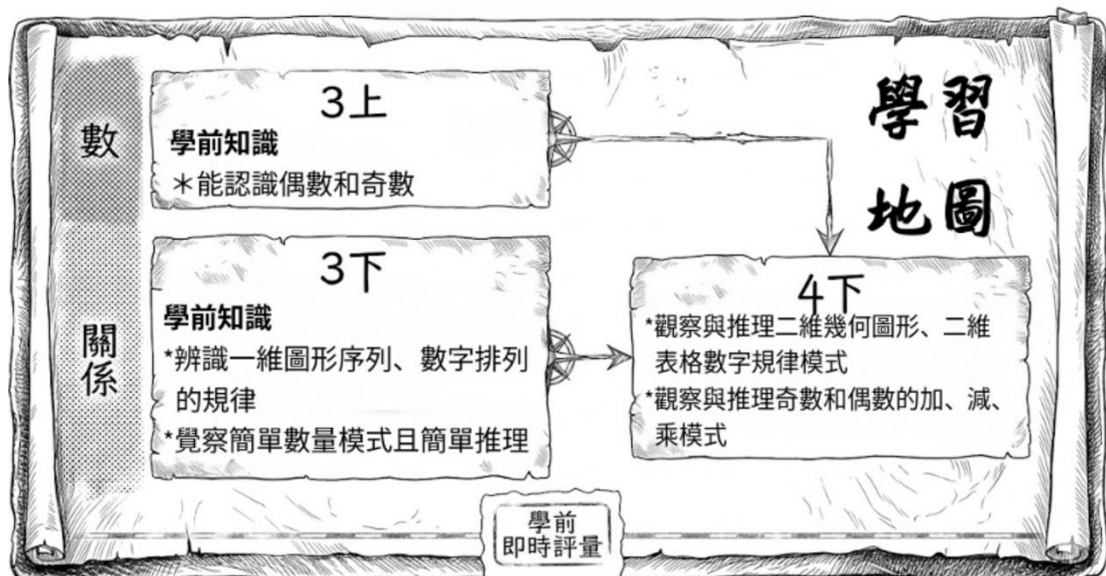 學習
地圖
數
3上
學前知識
＊能認識偶數和奇數
關係
3下
學前知識
*辨識一維圖形序列、數字排列
的規律
*覺察簡單數量模式且簡單推理
4下
*觀察與推理二維幾何圖形、二維
表格數字規律模式
*觀察與推理奇數和偶數的加、減、
乘模式
學前
即時評量